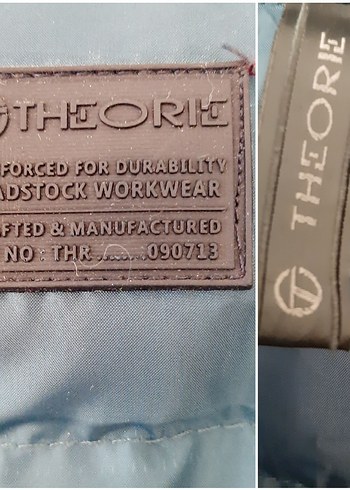 THEORIE
FORCED FOR DURABILITY
ADSTOCK WORKWEAR
FTED & MANUFACTURED
NO : THR ........ 090713
THEORIE